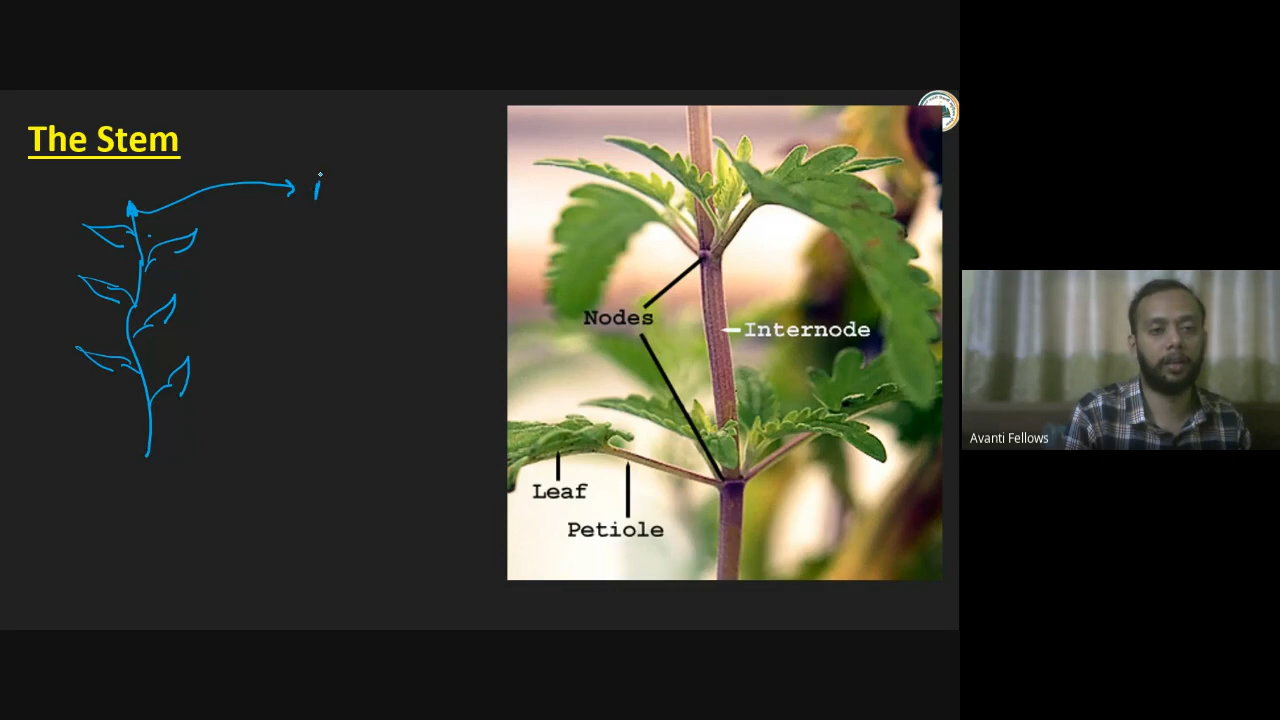 The Stem
i
Nodes
Internode
Leaf
Petiole
Avanti Fellows